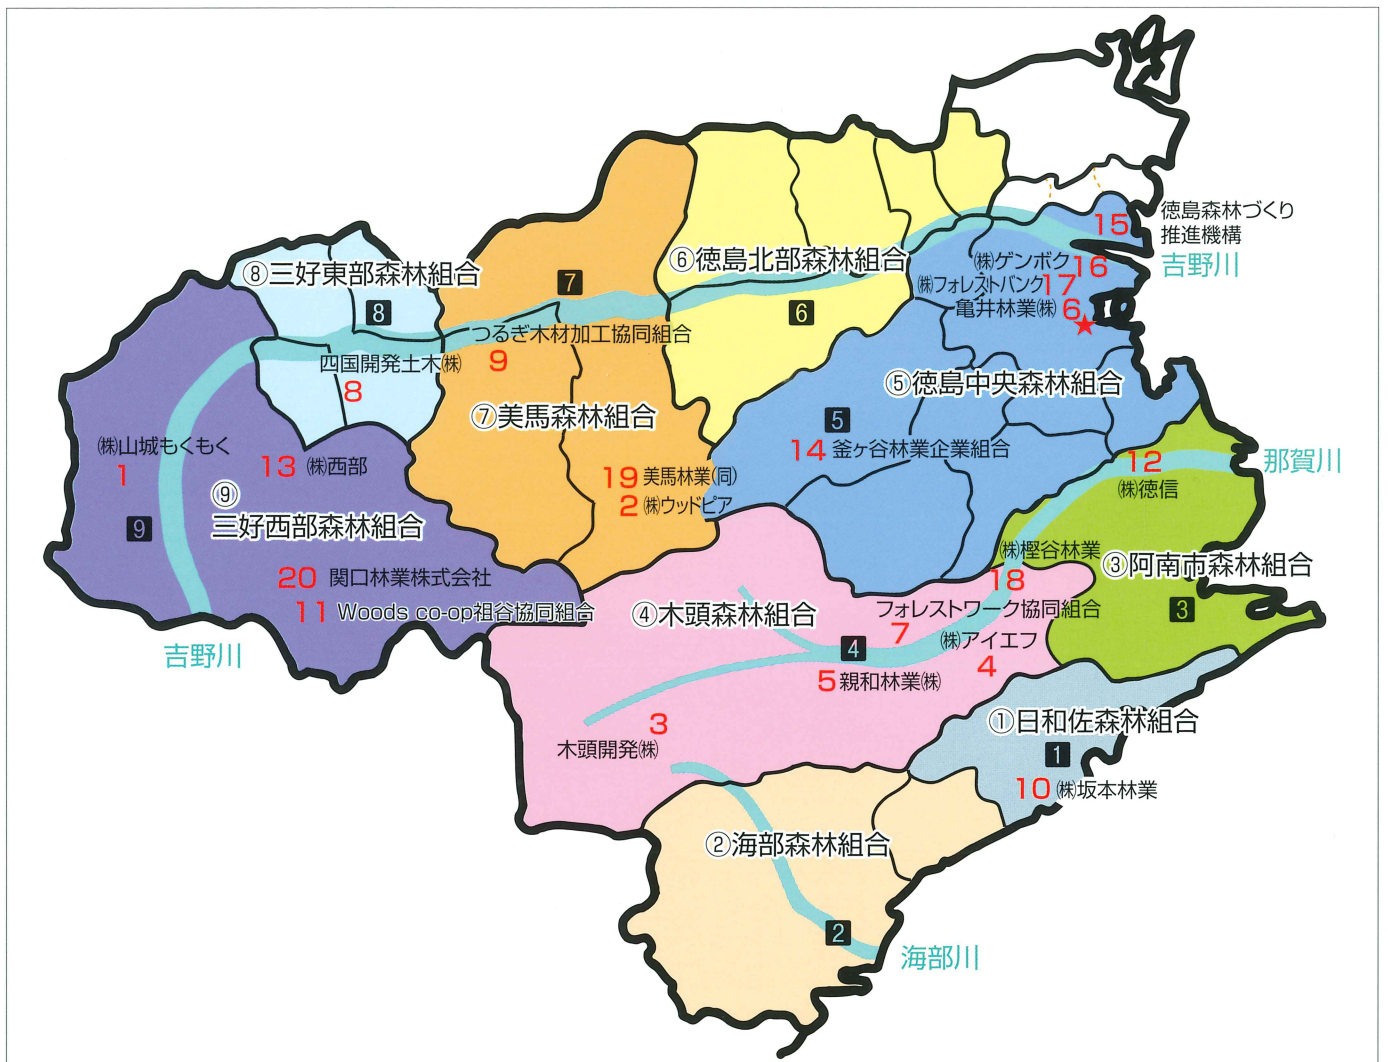 15
徳島森林づくり
推進機構
吉野川
⑧三好東部森林組合
8
7
⑥徳島北部森林組合
6
㈱ゲンボク 16
㈱フォレストバンク 17
亀井林業㈱ 6
★
つるぎ木材加工協同組合
9
四国開発土木㈱
8
⑤徳島中央森林組合
5
14 釜ヶ谷林業企業組合
⑦美馬森林組合
㈱山城もくもく
1
13 ㈱西部
19 美馬林業(同)
2 ㈱ウッドピア
12
㈱徳信
那賀川
⑨
三好西部森林組合
9
㈱樫谷林業
18
③阿南市森林組合
3
20 関口林業株式会社
11 Woods co-op祖谷協同組合
④木頭森林組合
フォレストワーク協同組合
7
㈱アイエフ
4
4
5 親和林業㈱
吉野川
3
木頭開発㈱
①日和佐森林組合
1
10 ㈱坂本林業
②海部森林組合
2
海部川